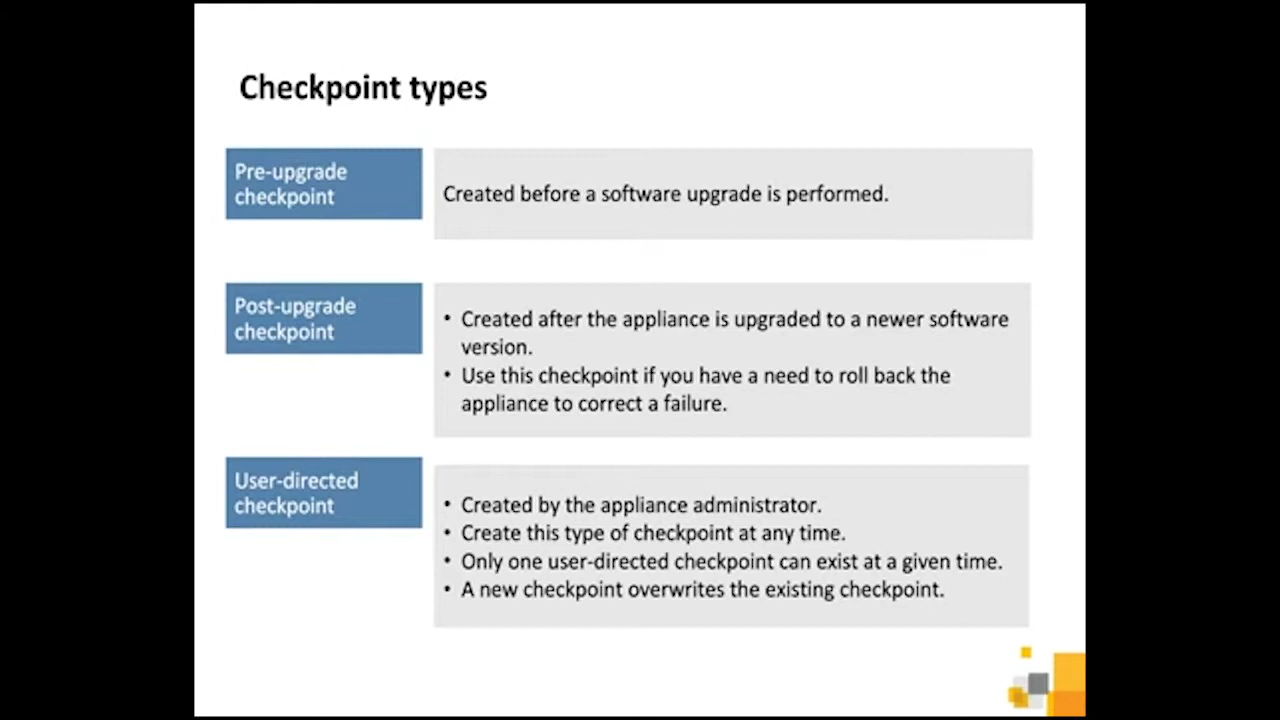 Checkpoint types
Pre-upgrade
checkpoint
Created before a software upgrade is performed.
Post-upgrade
checkpoint
• Created after the appliance is upgraded to a newer software
version.
• Use this checkpoint if you have a need to roll back the
appliance to correct a failure.
User-directed
checkpoint
• Created by the appliance administrator.
• Create this type of checkpoint at any time.
• Only one user-directed checkpoint can exist at a given time.
• A new checkpoint overwrites the existing checkpoint.